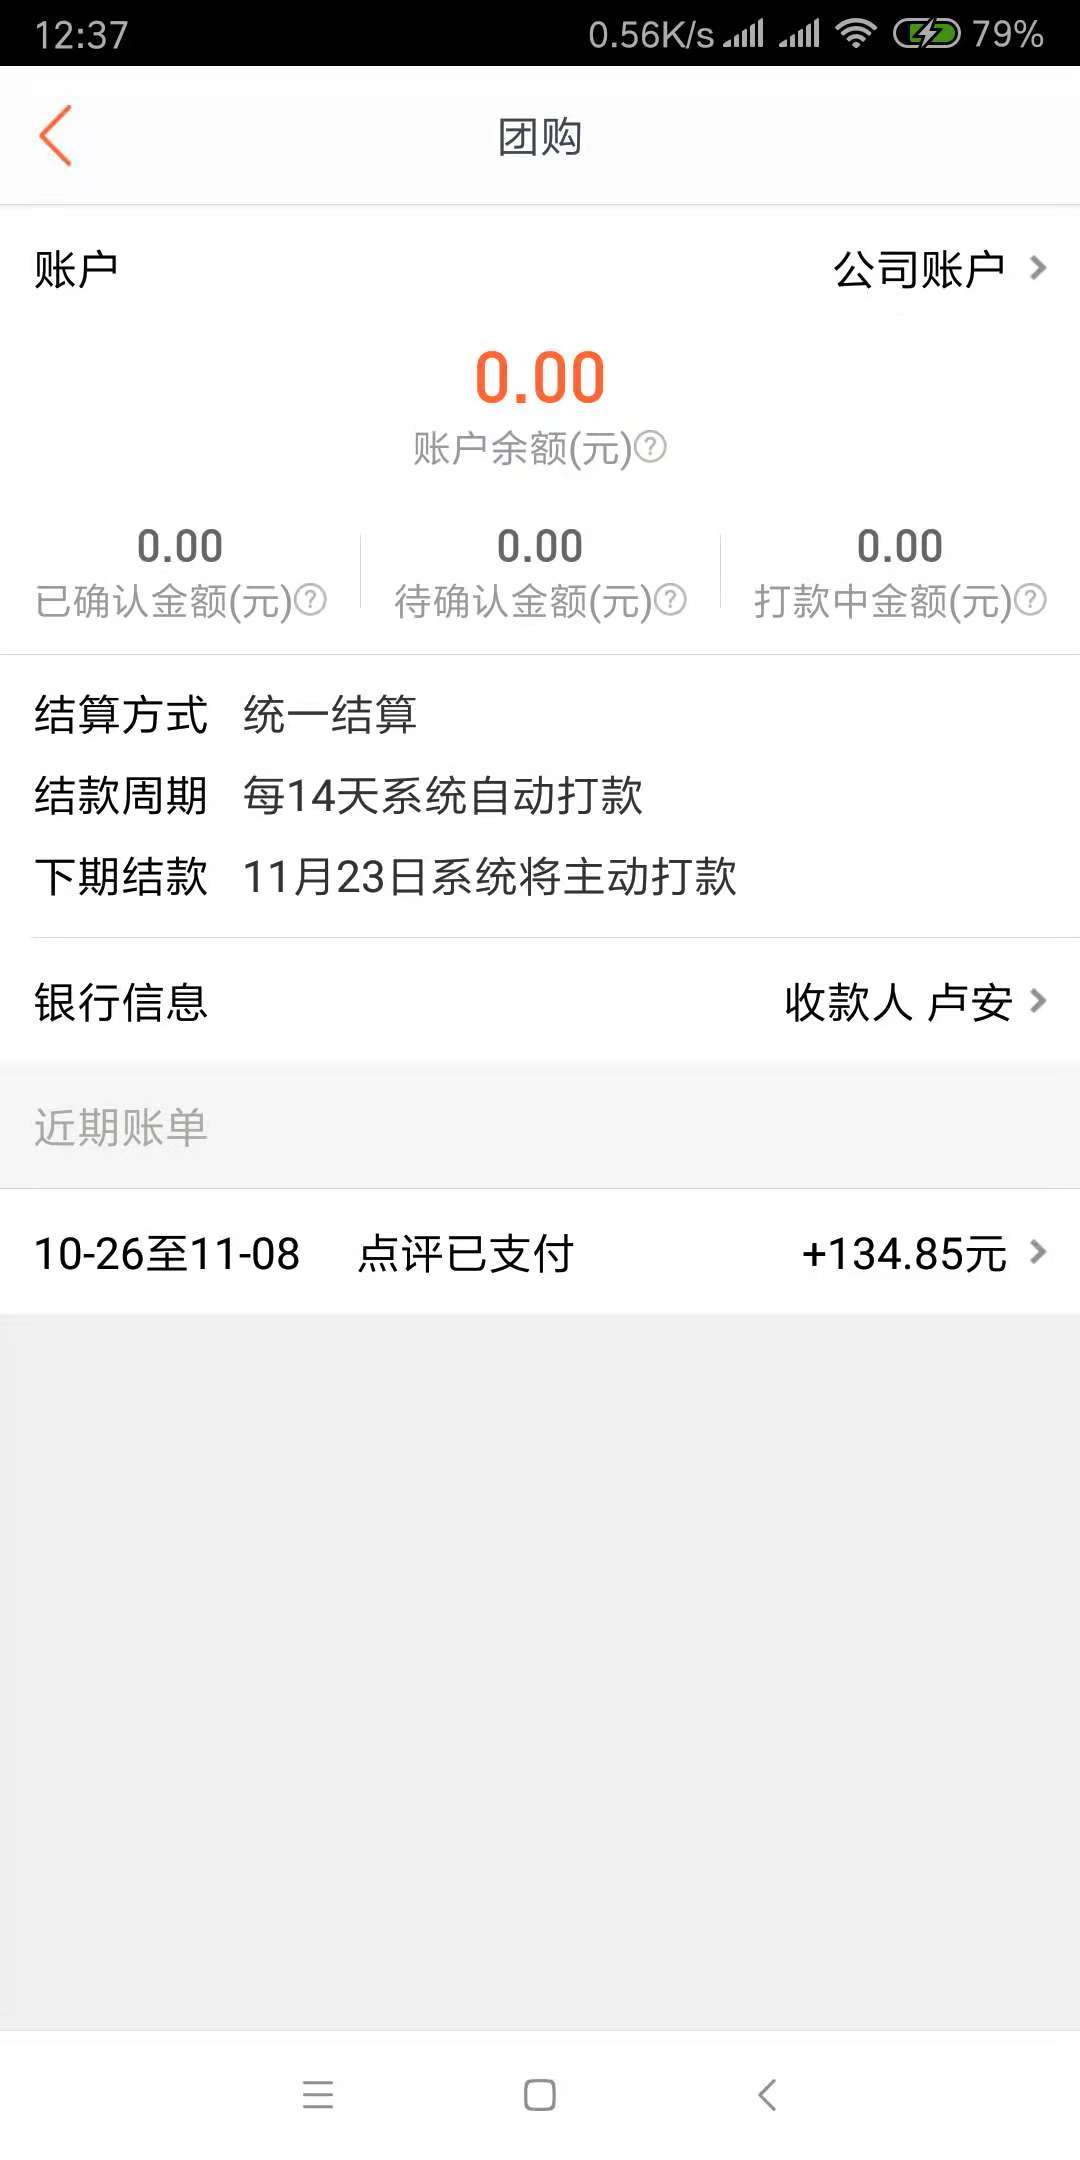 12:37 0.56K/s 79%
团购
账户 公司账户
0.00
账户余额(元)?
0.00 0.00 0.00
已确认金额(元)? 待确认金额(元)? 打款中金额(元)?
结算方式 统一结算
结款周期 每14天系统自动打款
下期结款 11月23日系统将主动打款
银行信息 收款人 卢安
近期账单
10-26至11-08 点评已支付 +134.85元